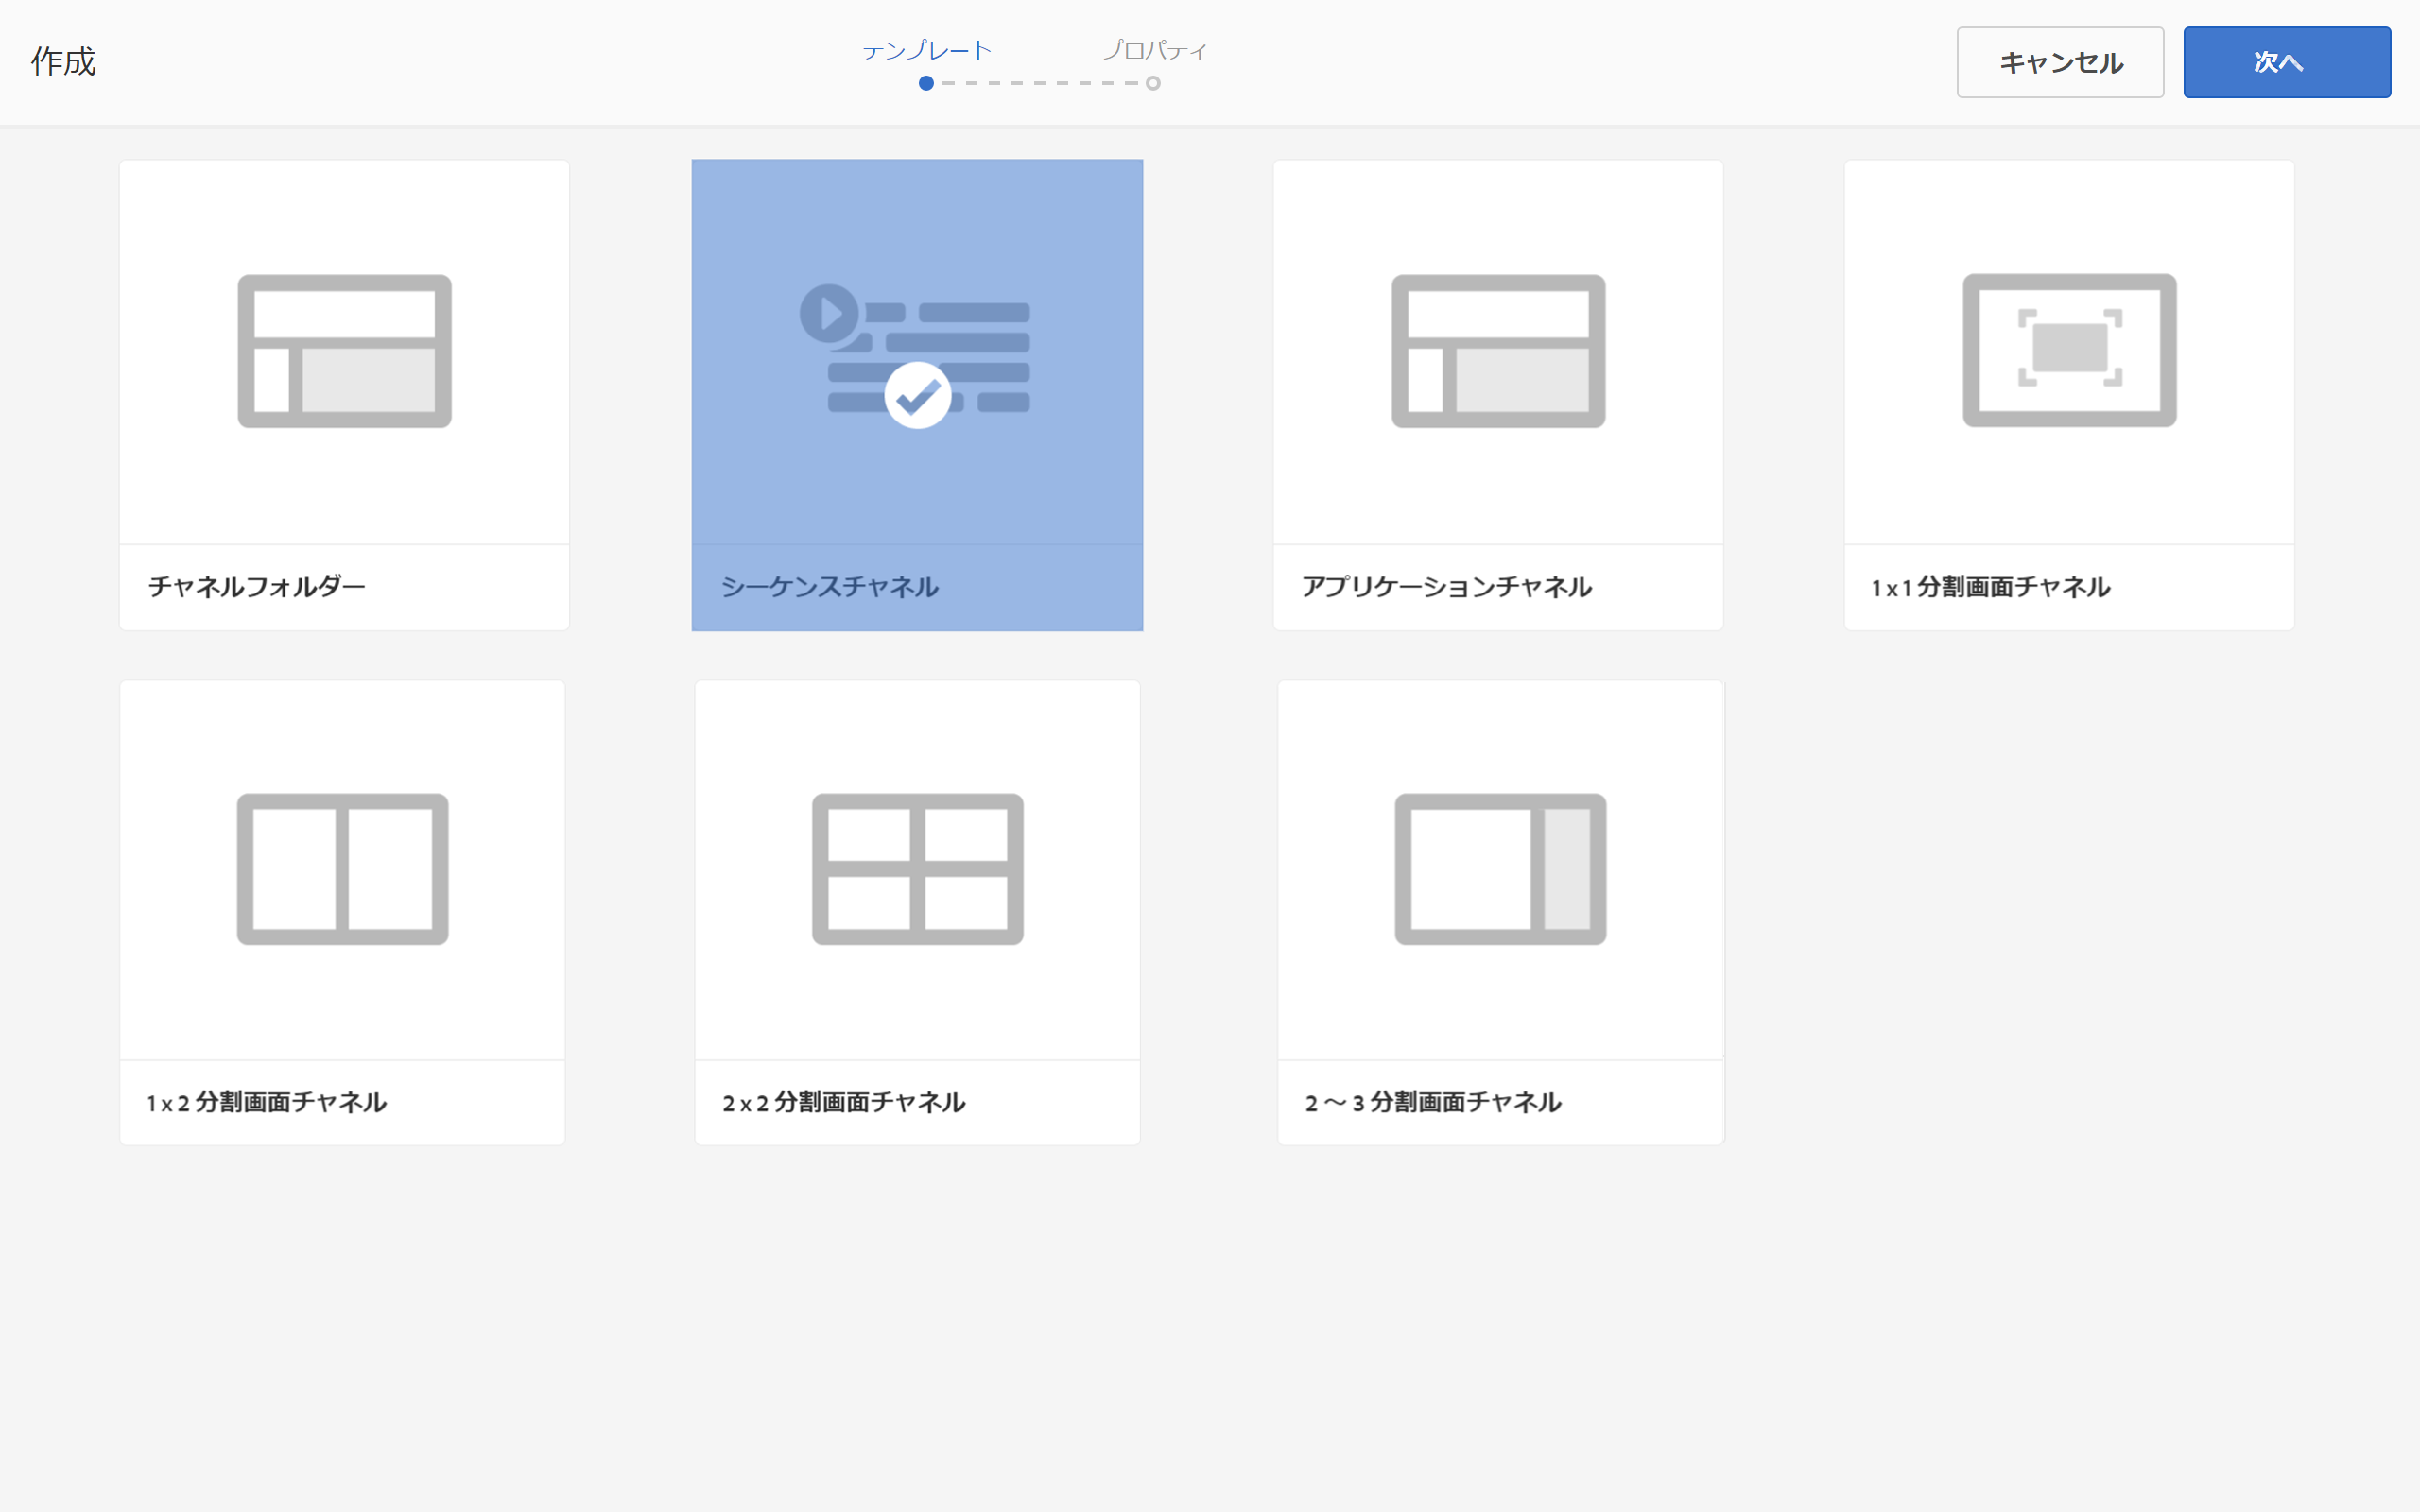 作成
テンプレート
プロパティ
キャンセル
次へ
チャネルフォルダー
シーケンスチャネル
アプリケーションチャネル
1 x 1 分割画面チャネル
1 x 2 分割画面チャネル
2 x 2 分割画面チャネル
2 ～ 3 分割画面チャネル